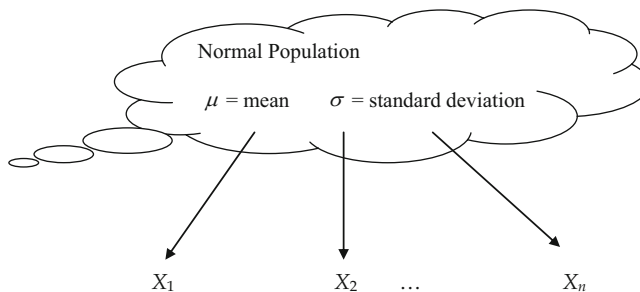 Normal Population
μ = mean σ = standard deviation
X₁ X₂ … Xₙ